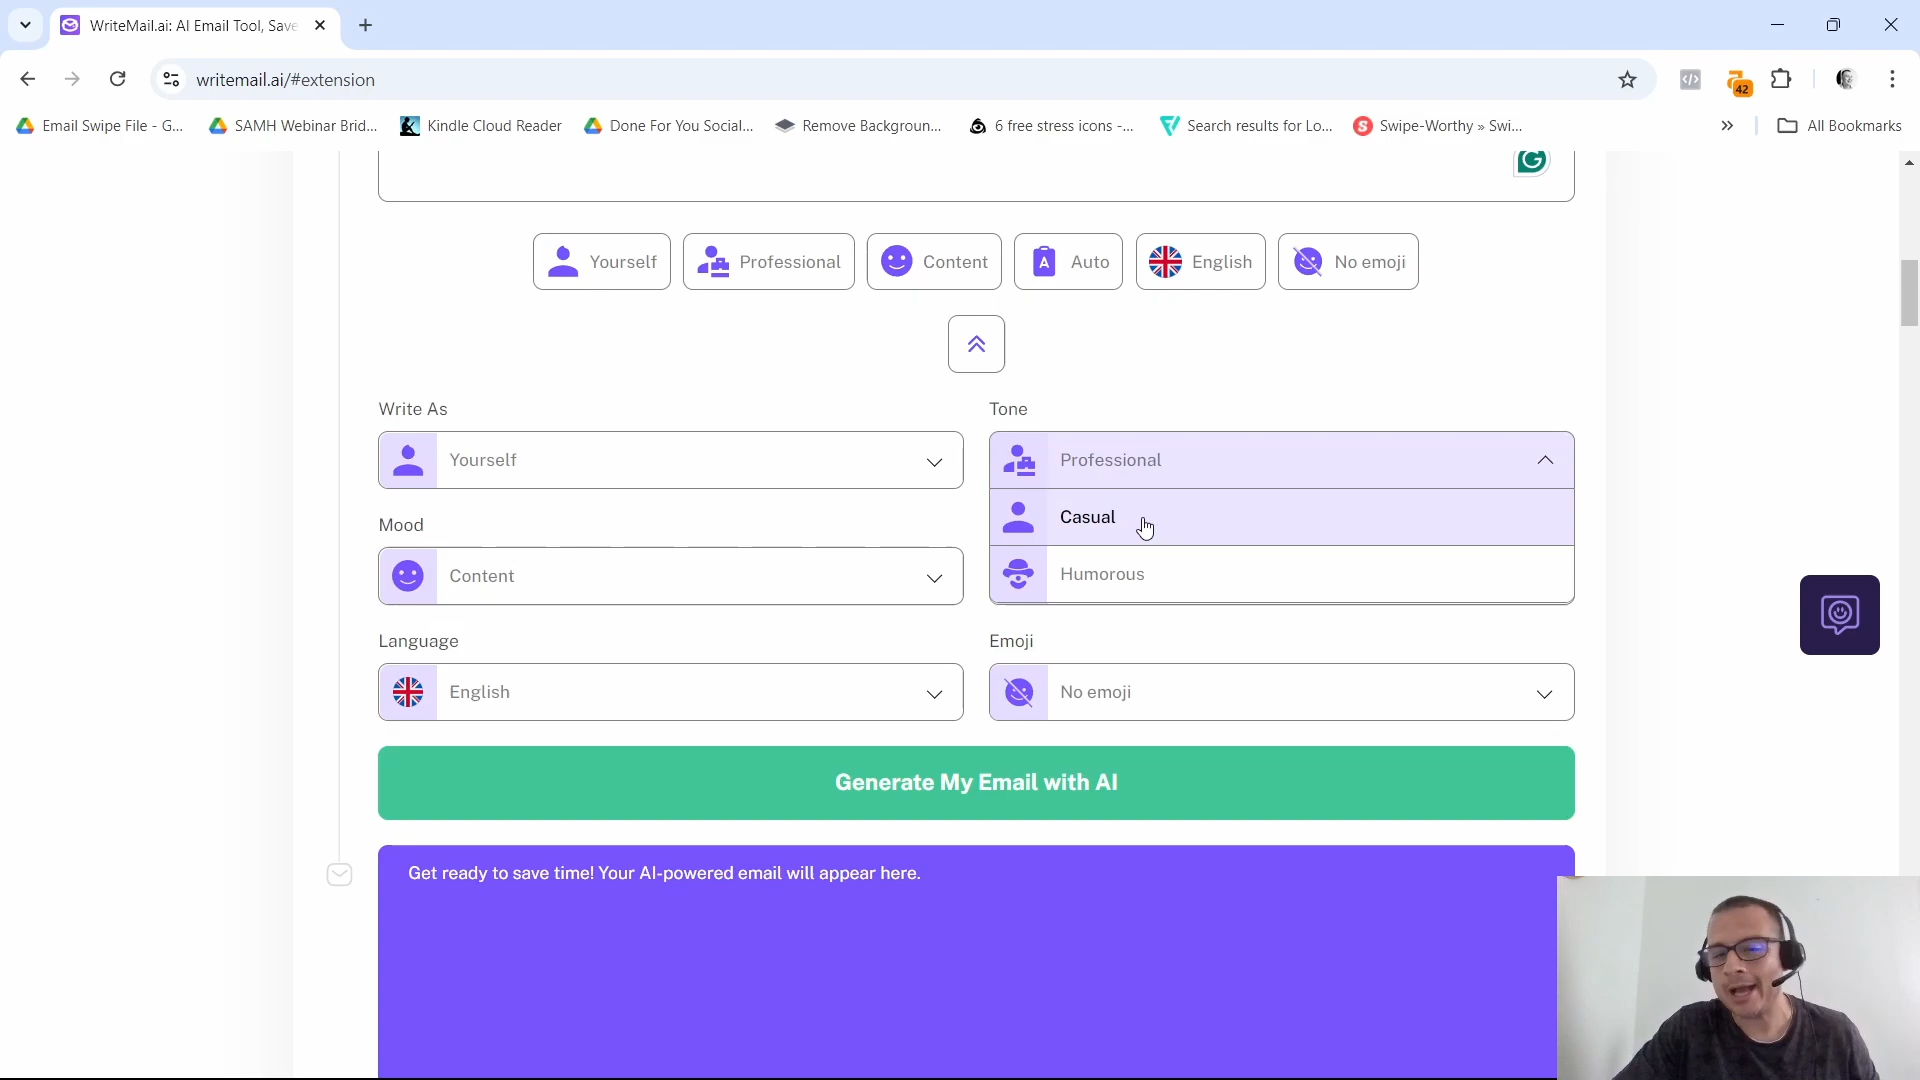 WriteMail.ai: AI Email Tool, Save
writemail.ai/#extension
42
Email Swipe File - G...
SAMH Webinar Brid...
Kindle Cloud Reader
Done For You Social...
Remove Backgroun...
6 free stress icons -...
Search results for Lo...
Swipe-Worthy » Swi...
All Bookmarks
Yourself
Professional
Content
Auto
English
No emoji
Write As
Tone
Yourself
Professional
Casual
Mood
Content
Humorous
Language
Emoji
English
No emoji
Generate My Email with AI
Get ready to save time! Your AI-powered email will appear here.